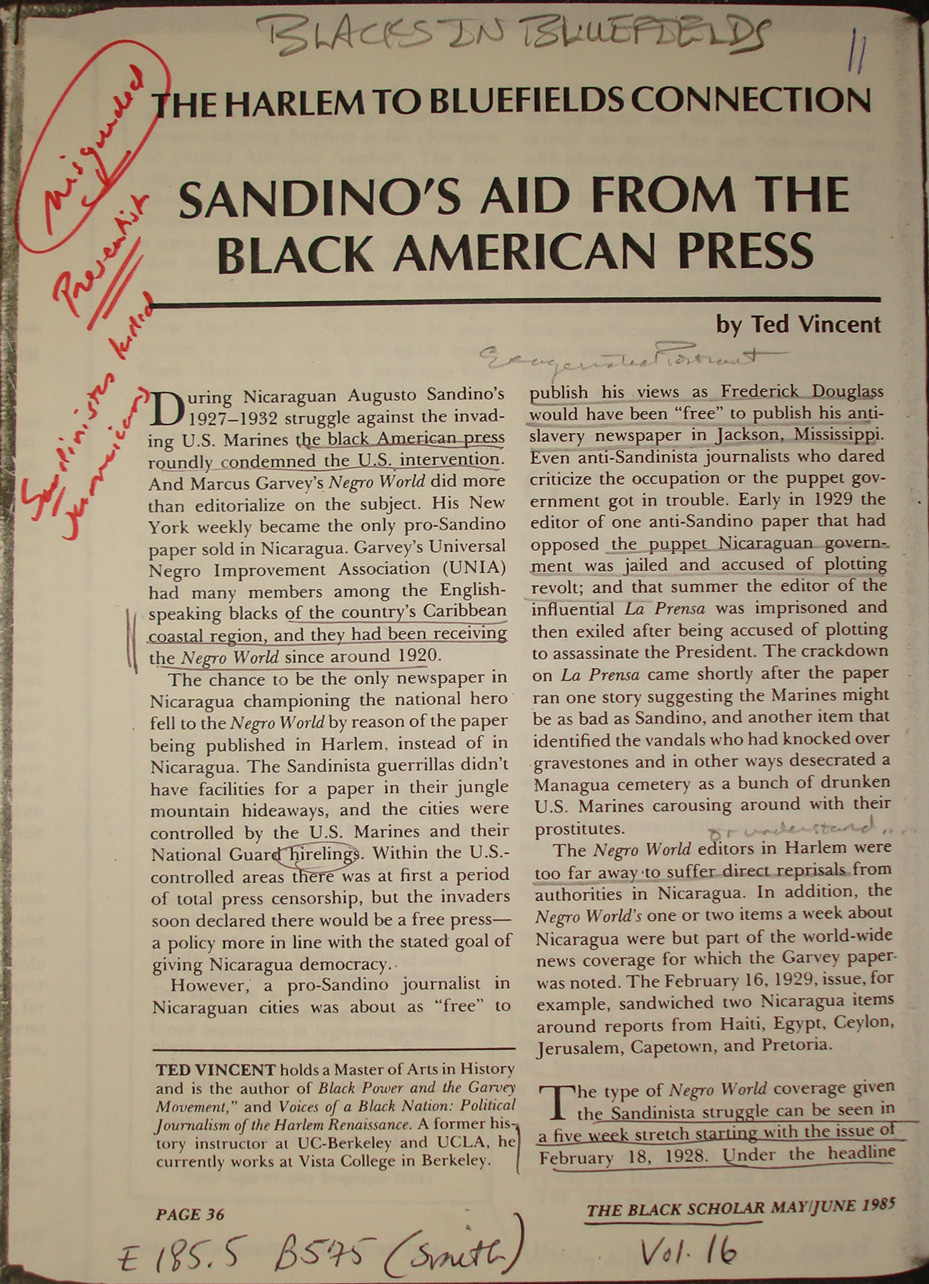 BLACKS IN BLUEFIELDS
11
THE HARLEM TO BLUEFIELDS CONNECTION
SANDINO'S AID FROM THE
BLACK AMERICAN PRESS
by Ted Vincent
Misguided
Sandinistas killed
Jamaicans
Exaggerated Portrait
During Nicaraguan Augusto Sandino's
1927–1932 struggle against the invad-
ing U.S. Marines the black American press
roundly condemned the U.S. intervention.
And Marcus Garvey's Negro World did more
than editorialize on the subject. His New
York weekly became the only pro-Sandino
paper sold in Nicaragua. Garvey's Universal
Negro Improvement Association (UNIA)
had many members among the English-
speaking blacks of the country's Caribbean
coastal region, and they had been receiving
the Negro World since around 1920.
The chance to be the only newspaper in
Nicaragua championing the national hero
fell to the Negro World by reason of the paper
being published in Harlem, instead of in
Nicaragua. The Sandinista guerrillas didn't
have facilities for a paper in their jungle
mountain hideaways, and the cities were
controlled by the U.S. Marines and their
National Guard hirelings. Within the U.S.-
controlled areas there was at first a period
of total press censorship, but the invaders
soon declared there would be a free press—
a policy more in line with the stated goal of
giving Nicaragua democracy.
However, a pro-Sandino journalist in
Nicaraguan cities was about as "free" to
TED VINCENT holds a Master of Arts in History
and is the author of Black Power and the Garvey
Movement," and Voices of a Black Nation: Political
Journalism of the Harlem Renaissance. A former his-
tory instructor at UC-Berkeley and UCLA, he
currently works at Vista College in Berkeley.
publish his views as Frederick Douglass
would have been "free" to publish his anti-
slavery newspaper in Jackson, Mississippi.
Even anti-Sandinista journalists who dared
criticize the occupation or the puppet gov-
ernment got in trouble. Early in 1929 the
editor of one anti-Sandino paper that had
opposed the puppet Nicaraguan govern-
ment was jailed and accused of plotting
revolt; and that summer the editor of the
influential La Prensa was imprisoned and
then exiled after being accused of plotting
to assassinate the President. The crackdown
on La Prensa came shortly after the paper
ran one story suggesting the Marines might
be as bad as Sandino, and another item that
identified the vandals who had knocked over
gravestones and in other ways desecrated a
Managua cemetery as a bunch of drunken
U.S. Marines carousing around with their
prostitutes.
or understand...
The Negro World editors in Harlem were
too far away to suffer direct reprisals from
authorities in Nicaragua. In addition, the
Negro World's one or two items a week about
Nicaragua were but part of the world-wide
news coverage for which the Garvey paper
was noted. The February 16, 1929, issue, for
example, sandwiched two Nicaragua items
around reports from Haiti, Egypt, Ceylon,
Jerusalem, Capetown, and Pretoria.
The type of Negro World coverage given
the Sandinista struggle can be seen in
a five week stretch starting with the issue of
February 18, 1928. Under the headline
PAGE 36
THE BLACK SCHOLAR MAY/JUNE 1985
E 185.5 B575 (Smith) Vol. 16